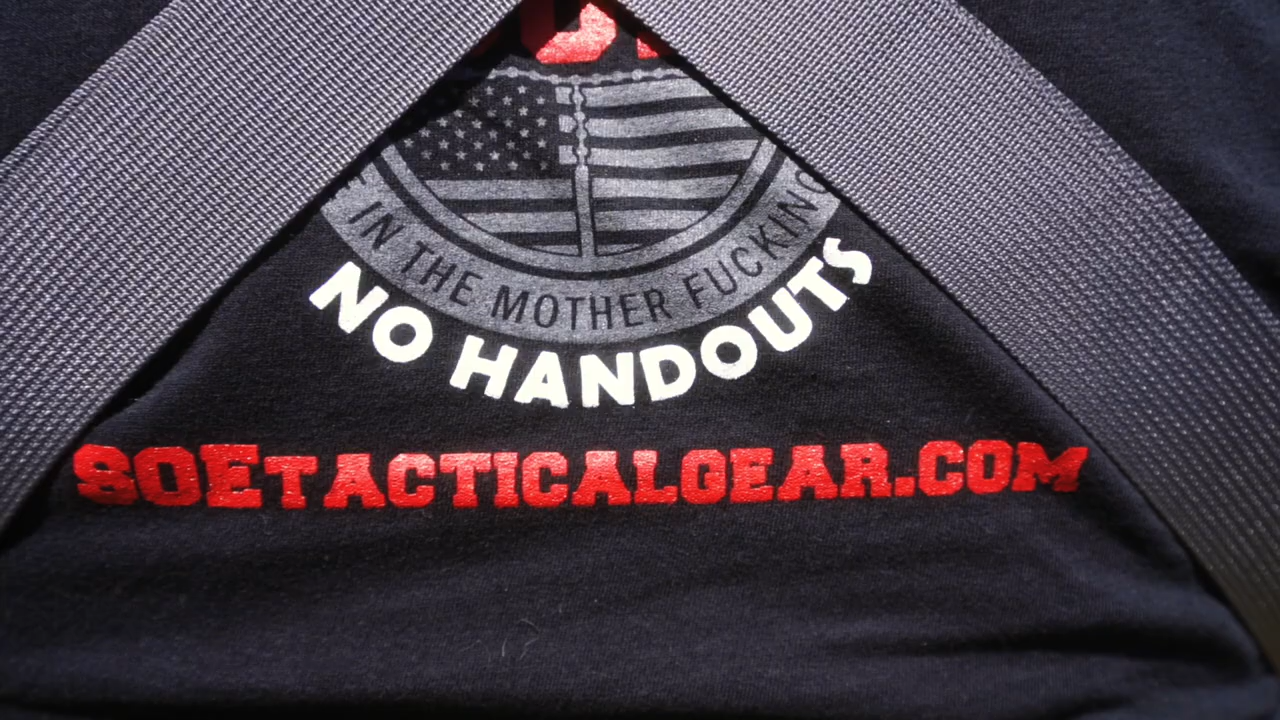 IN THE MOTHER FUCKING
NO HANDOUTS
SOETACTICALGEAR.COM